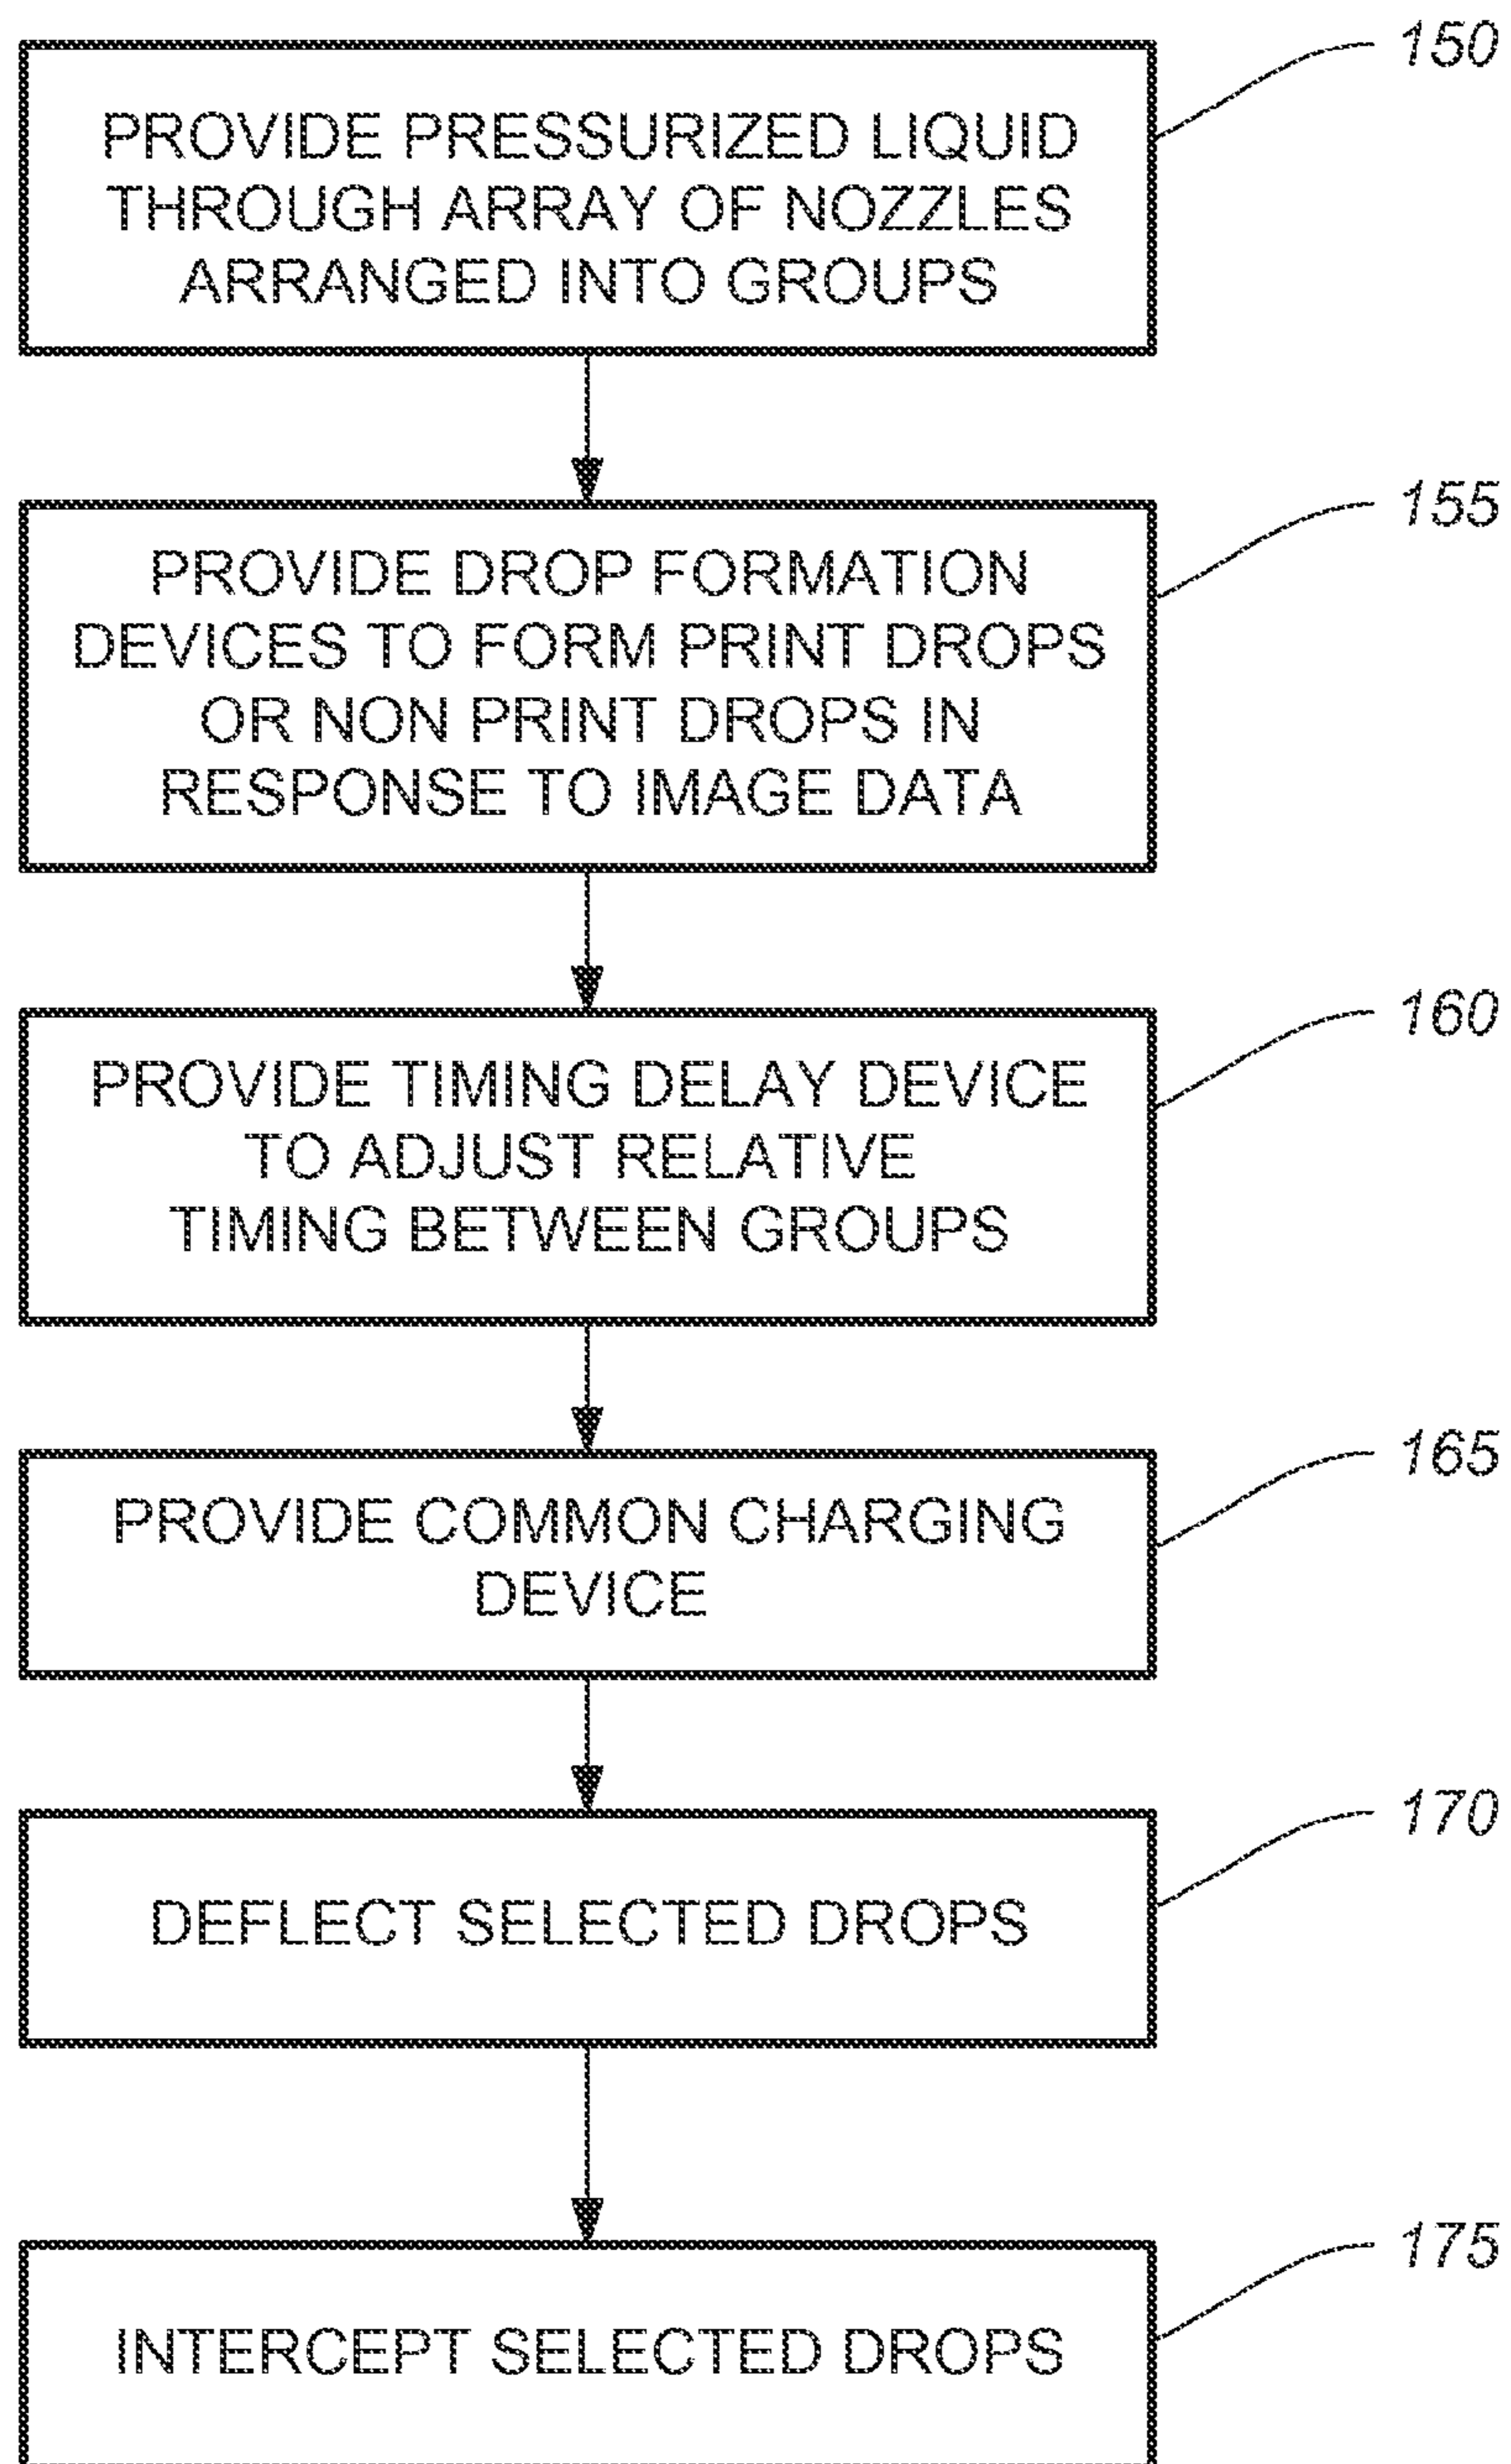 150
PROVIDE PRESSURIZED LIQUID
THROUGH ARRAY OF NOZZLES
ARRANGED INTO GROUPS
155
PROVIDE DROP FORMATION
DEVICES TO FORM PRINT DROPS
OR NON PRINT DROPS IN
RESPONSE TO IMAGE DATA
160
PROVIDE TIMING DELAY DEVICE
TO ADJUST RELATIVE
TIMING BETWEEN GROUPS
165
PROVIDE COMMON CHARGING
DEVICE
170
DEFLECT SELECTED DROPS
175
INTERCEPT SELECTED DROPS